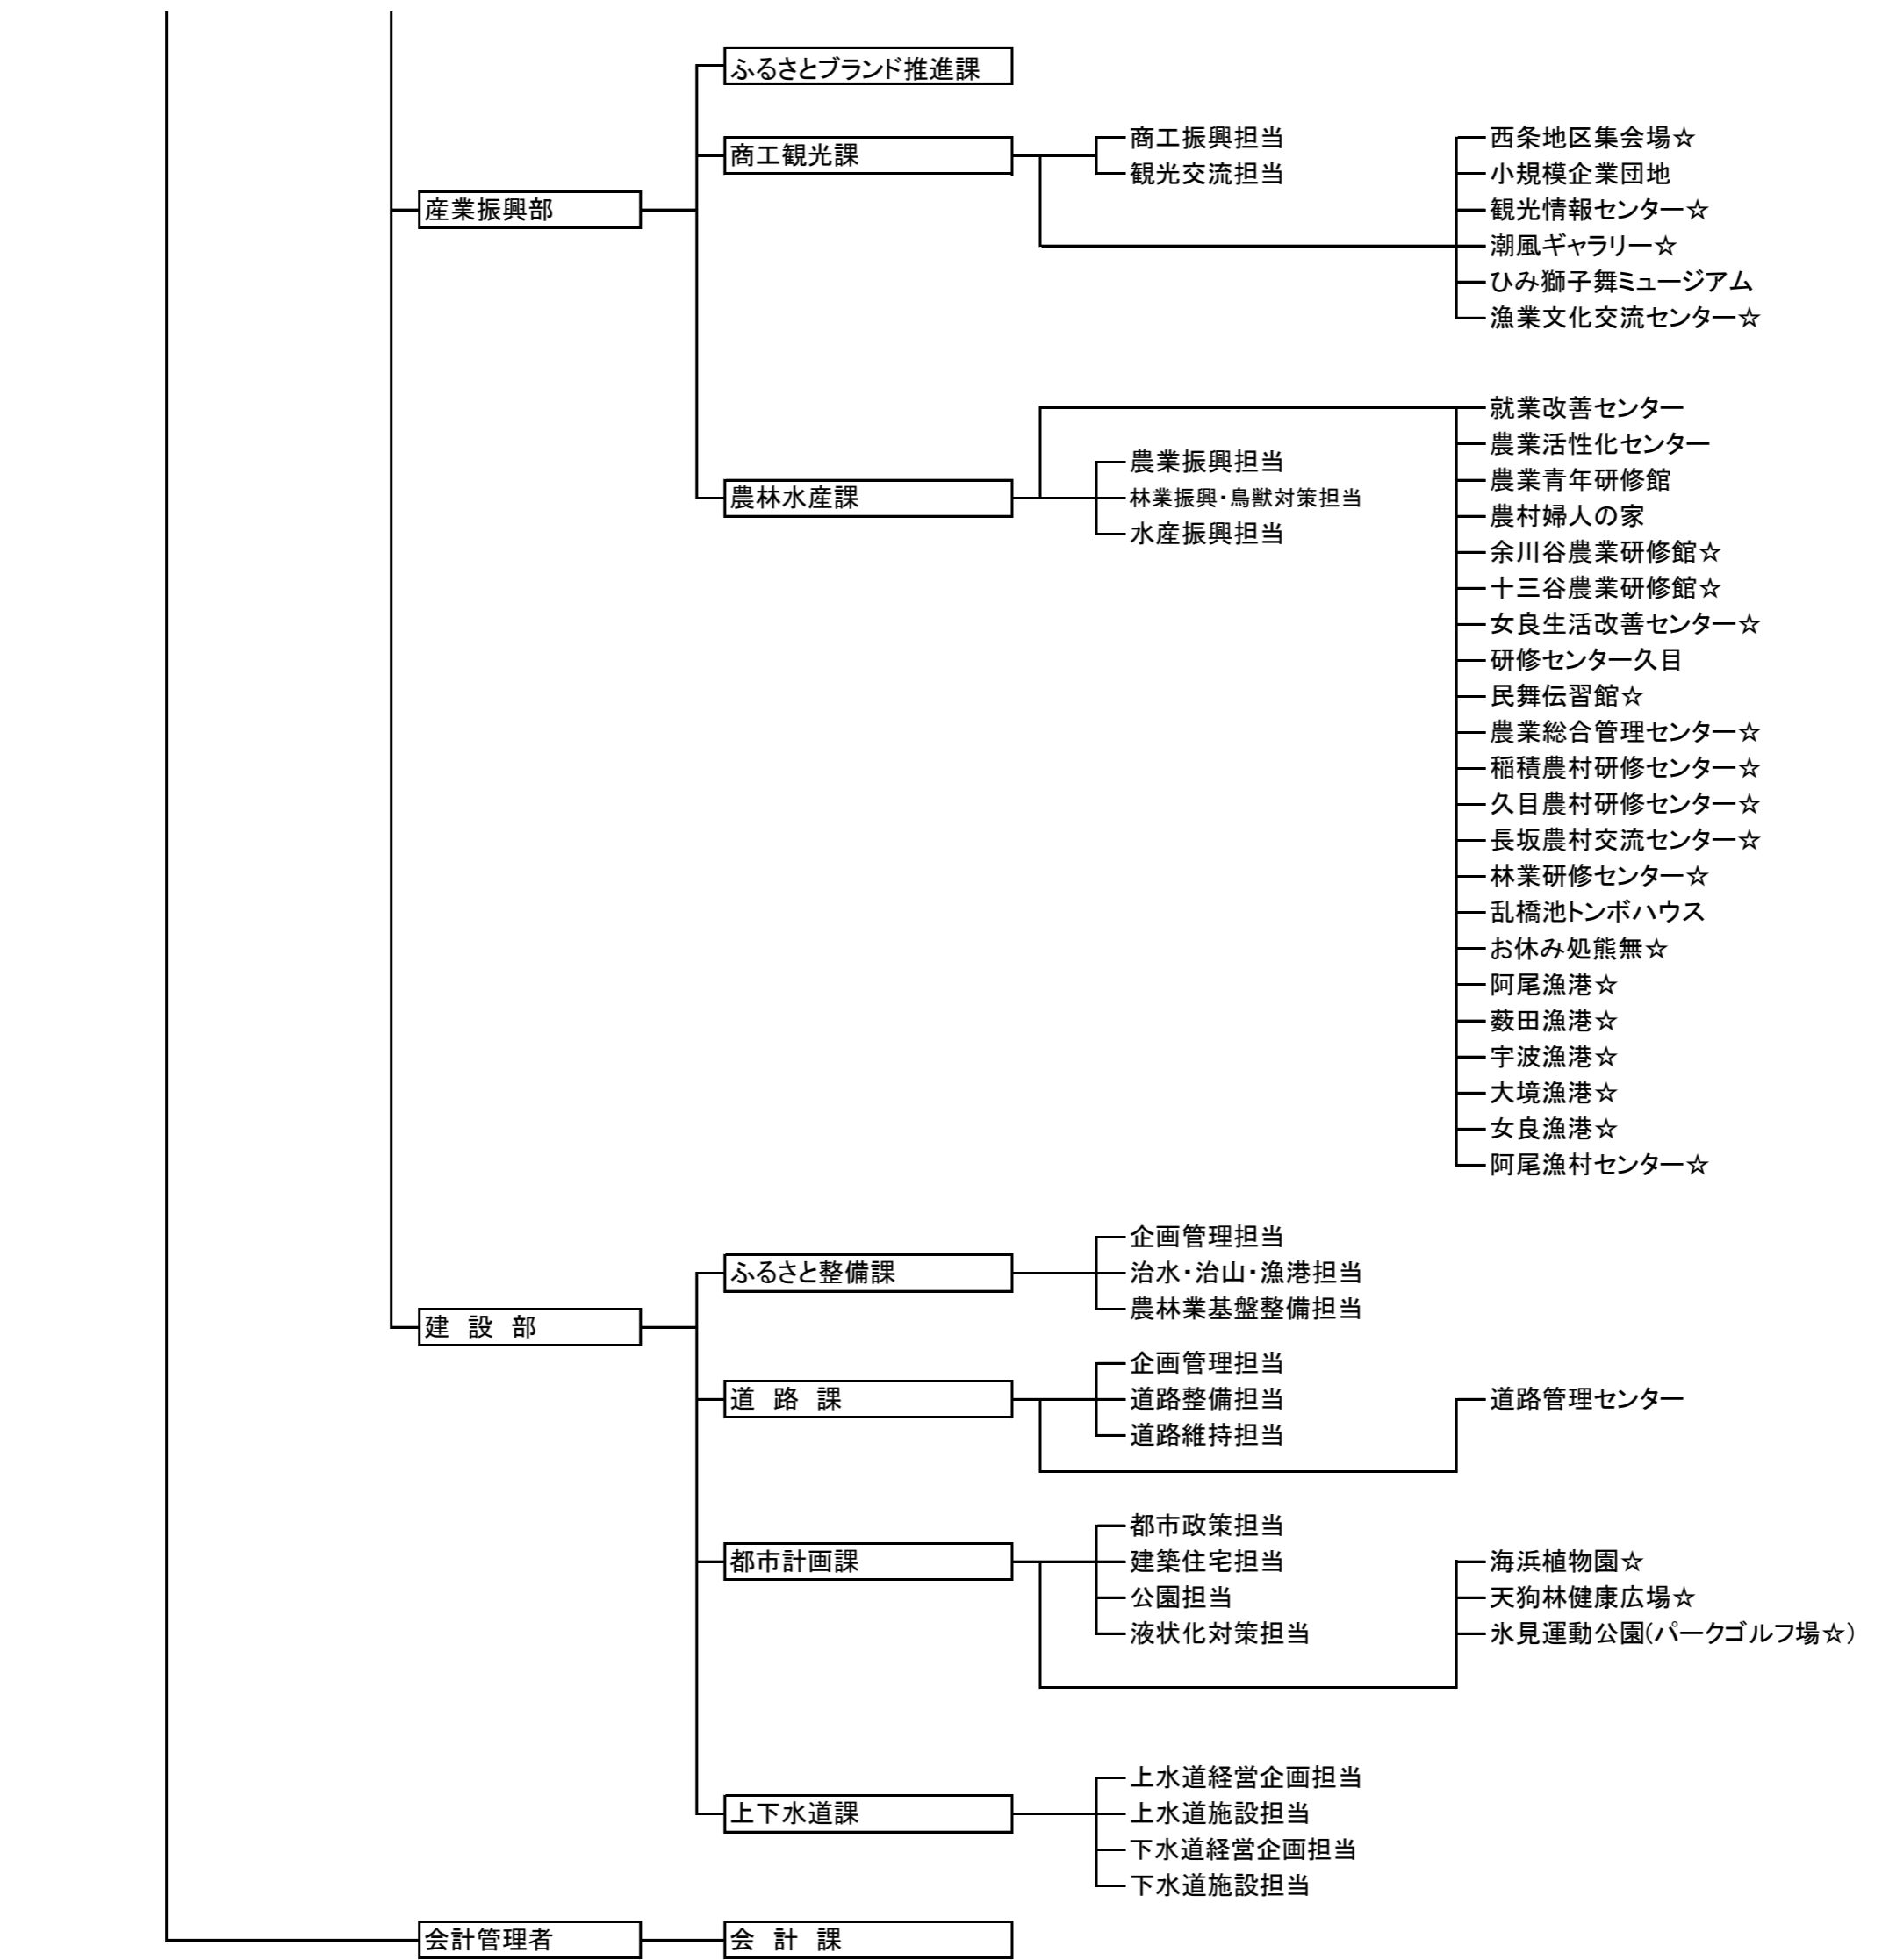 ふるさとブランド推進課
商工観光課
商工振興担当
観光交流担当
西条地区集会場☆
小規模企業団地
観光情報センター☆
潮風ギャラリー☆
ひみ獅子舞ミュージアム
漁業文化交流センター☆
産業振興部
農林水産課
農業振興担当
林業振興・鳥獣対策担当
水産振興担当
就業改善センター
農業活性化センター
農業青年研修館
農村婦人の家
余川谷農業研修館☆
十三谷農業研修館☆
女良生活改善センター☆
研修センター久目
民舞伝習館☆
農業総合管理センター☆
稲積農村研修センター☆
久目農村研修センター☆
長坂農村交流センター☆
林業研修センター☆
乱橋池トンボハウス
お休み処熊無☆
阿尾漁港☆
薮田漁港☆
宇波漁港☆
大境漁港☆
女良漁港☆
阿尾漁村センター☆
建 設 部
ふるさと整備課
企画管理担当
治水・治山・漁港担当
農林業基盤整備担当
道 路 課
企画管理担当
道路整備担当
道路維持担当
道路管理センター
都市計画課
都市政策担当
建築住宅担当
公園担当
液状化対策担当
海浜植物園☆
天狗林健康広場☆
氷見運動公園(パークゴルフ場☆)
上下水道課
上水道経営企画担当
上水道施設担当
下水道経営企画担当
下水道施設担当
会計管理者
会 計 課